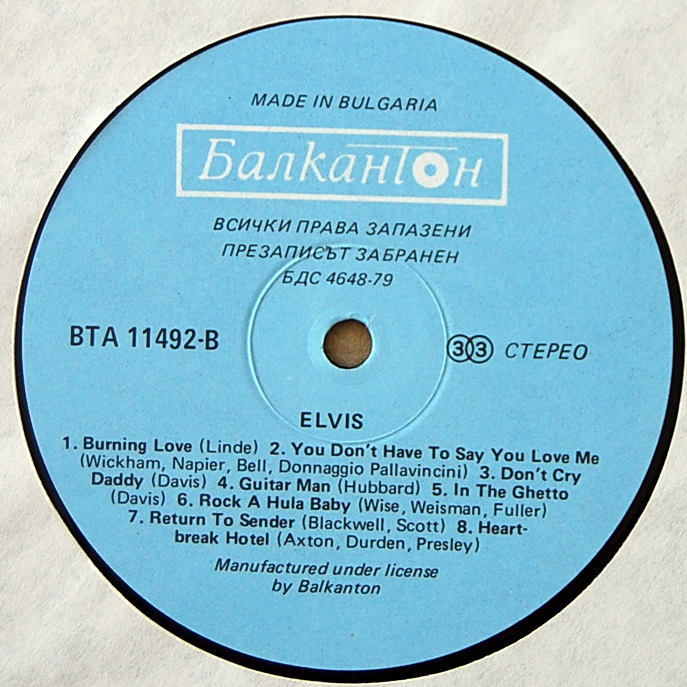 MADE IN BULGARIA
Балкантон
ВСИЧКИ ПРАВА ЗАПАЗЕНИ
ПРЕЗАПИСЪТ ЗАБРАНЕН
БДС 4648-79
BTA 11492-B
33 СТЕРЕО
ELVIS
1. Burning Love (Linde) 2. You Don't Have To Say You Love Me
(Wickham, Napier, Bell, Donnaggio Pallavincini) 3. Don't Cry
Daddy (Davis) 4. Guitar Man (Hubbard) 5. In The Ghetto
(Davis) 6. Rock A Hula Baby (Wise, Weisman, Fuller)
7. Return To Sender (Blackwell, Scott) 8. Heart-
break Hotel (Axton, Durden, Presley)
Manufactured under license
by Balkanton